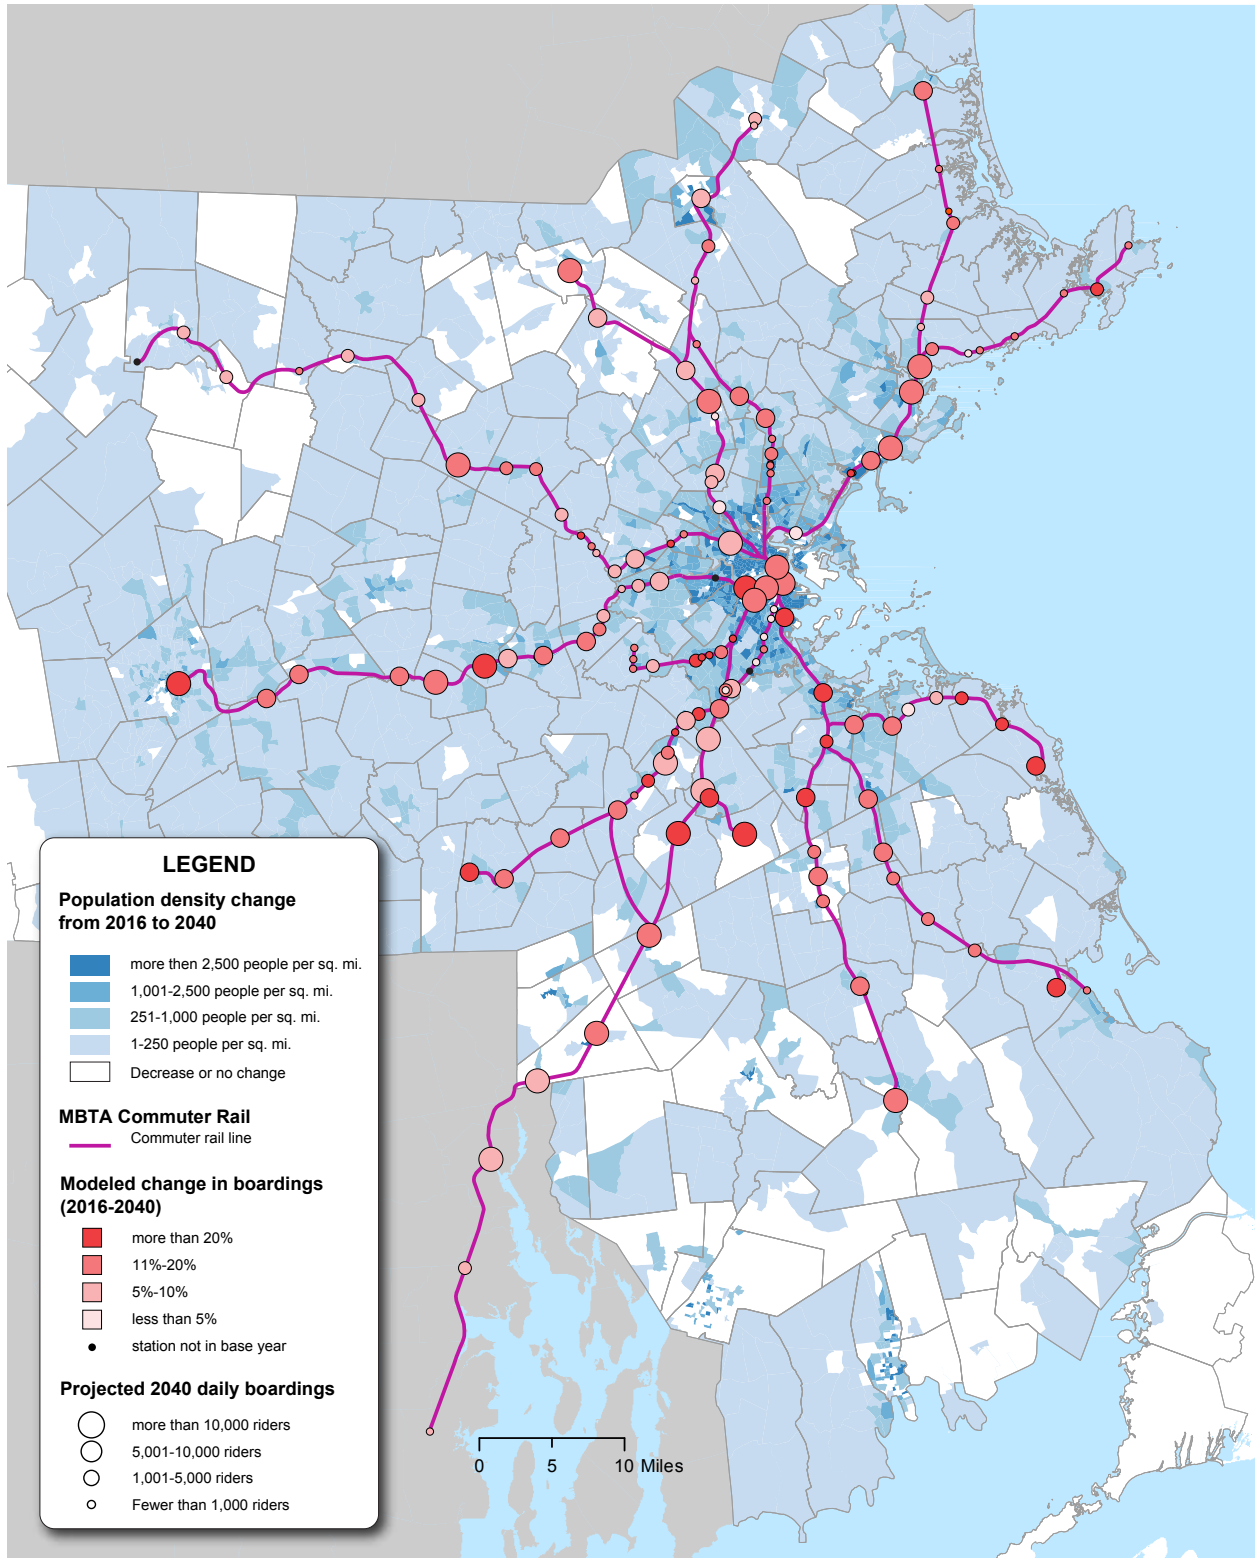 LEGEND
Population density change
from 2016 to 2040
more then 2,500 people per sq. mi.
1,001-2,500 people per sq. mi.
251-1,000 people per sq. mi.
1-250 people per sq. mi.
Decrease or no change
MBTA Commuter Rail
Commuter rail line
Modeled change in boardings
(2016-2040)
more than 20%
11%-20%
5%-10%
less than 5%
station not in base year
Projected 2040 daily boardings
more than 10,000 riders
5,001-10,000 riders
1,001-5,000 riders
Fewer than 1,000 riders
0 5 10 Miles